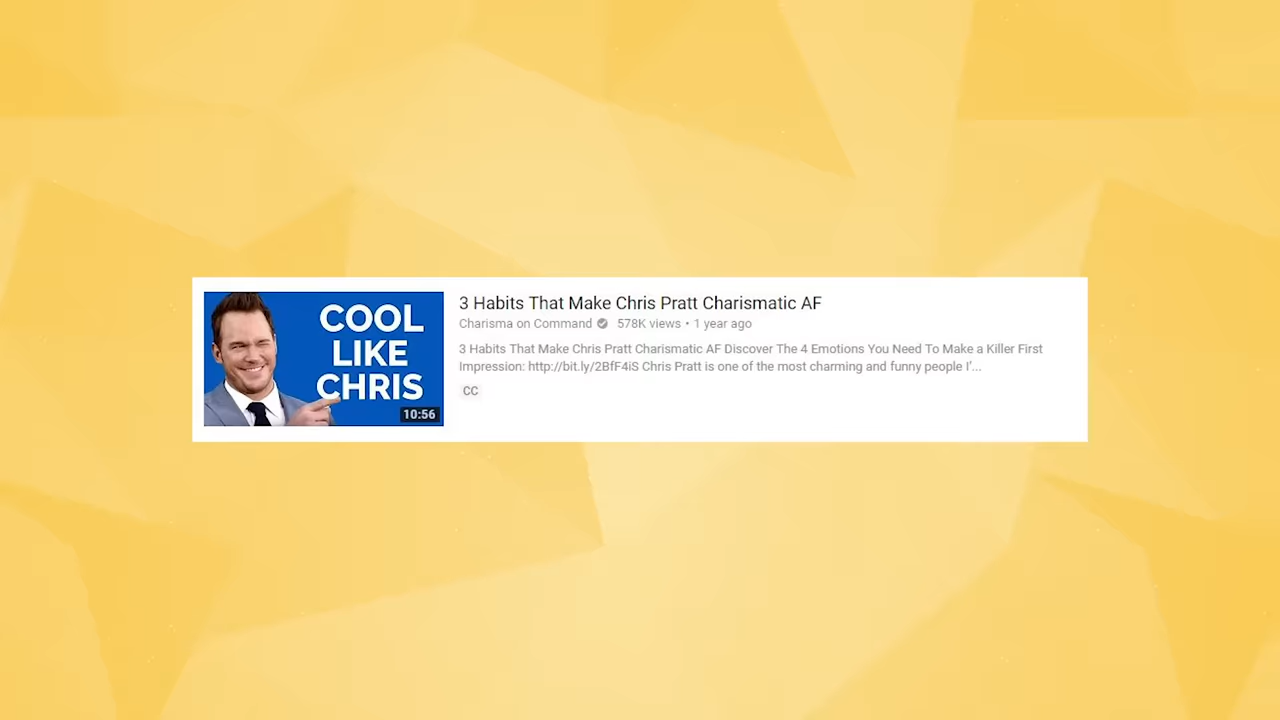 COOL
LIKE
CHRIS
10:56
3 Habits That Make Chris Pratt Charismatic AF
Charisma on Command 578K views • 1 year ago
3 Habits That Make Chris Pratt Charismatic AF Discover The 4 Emotions You Need To Make a Killer First
Impression: http://bit.ly/2BfF4iS Chris Pratt is one of the most charming and funny people I'...
CC